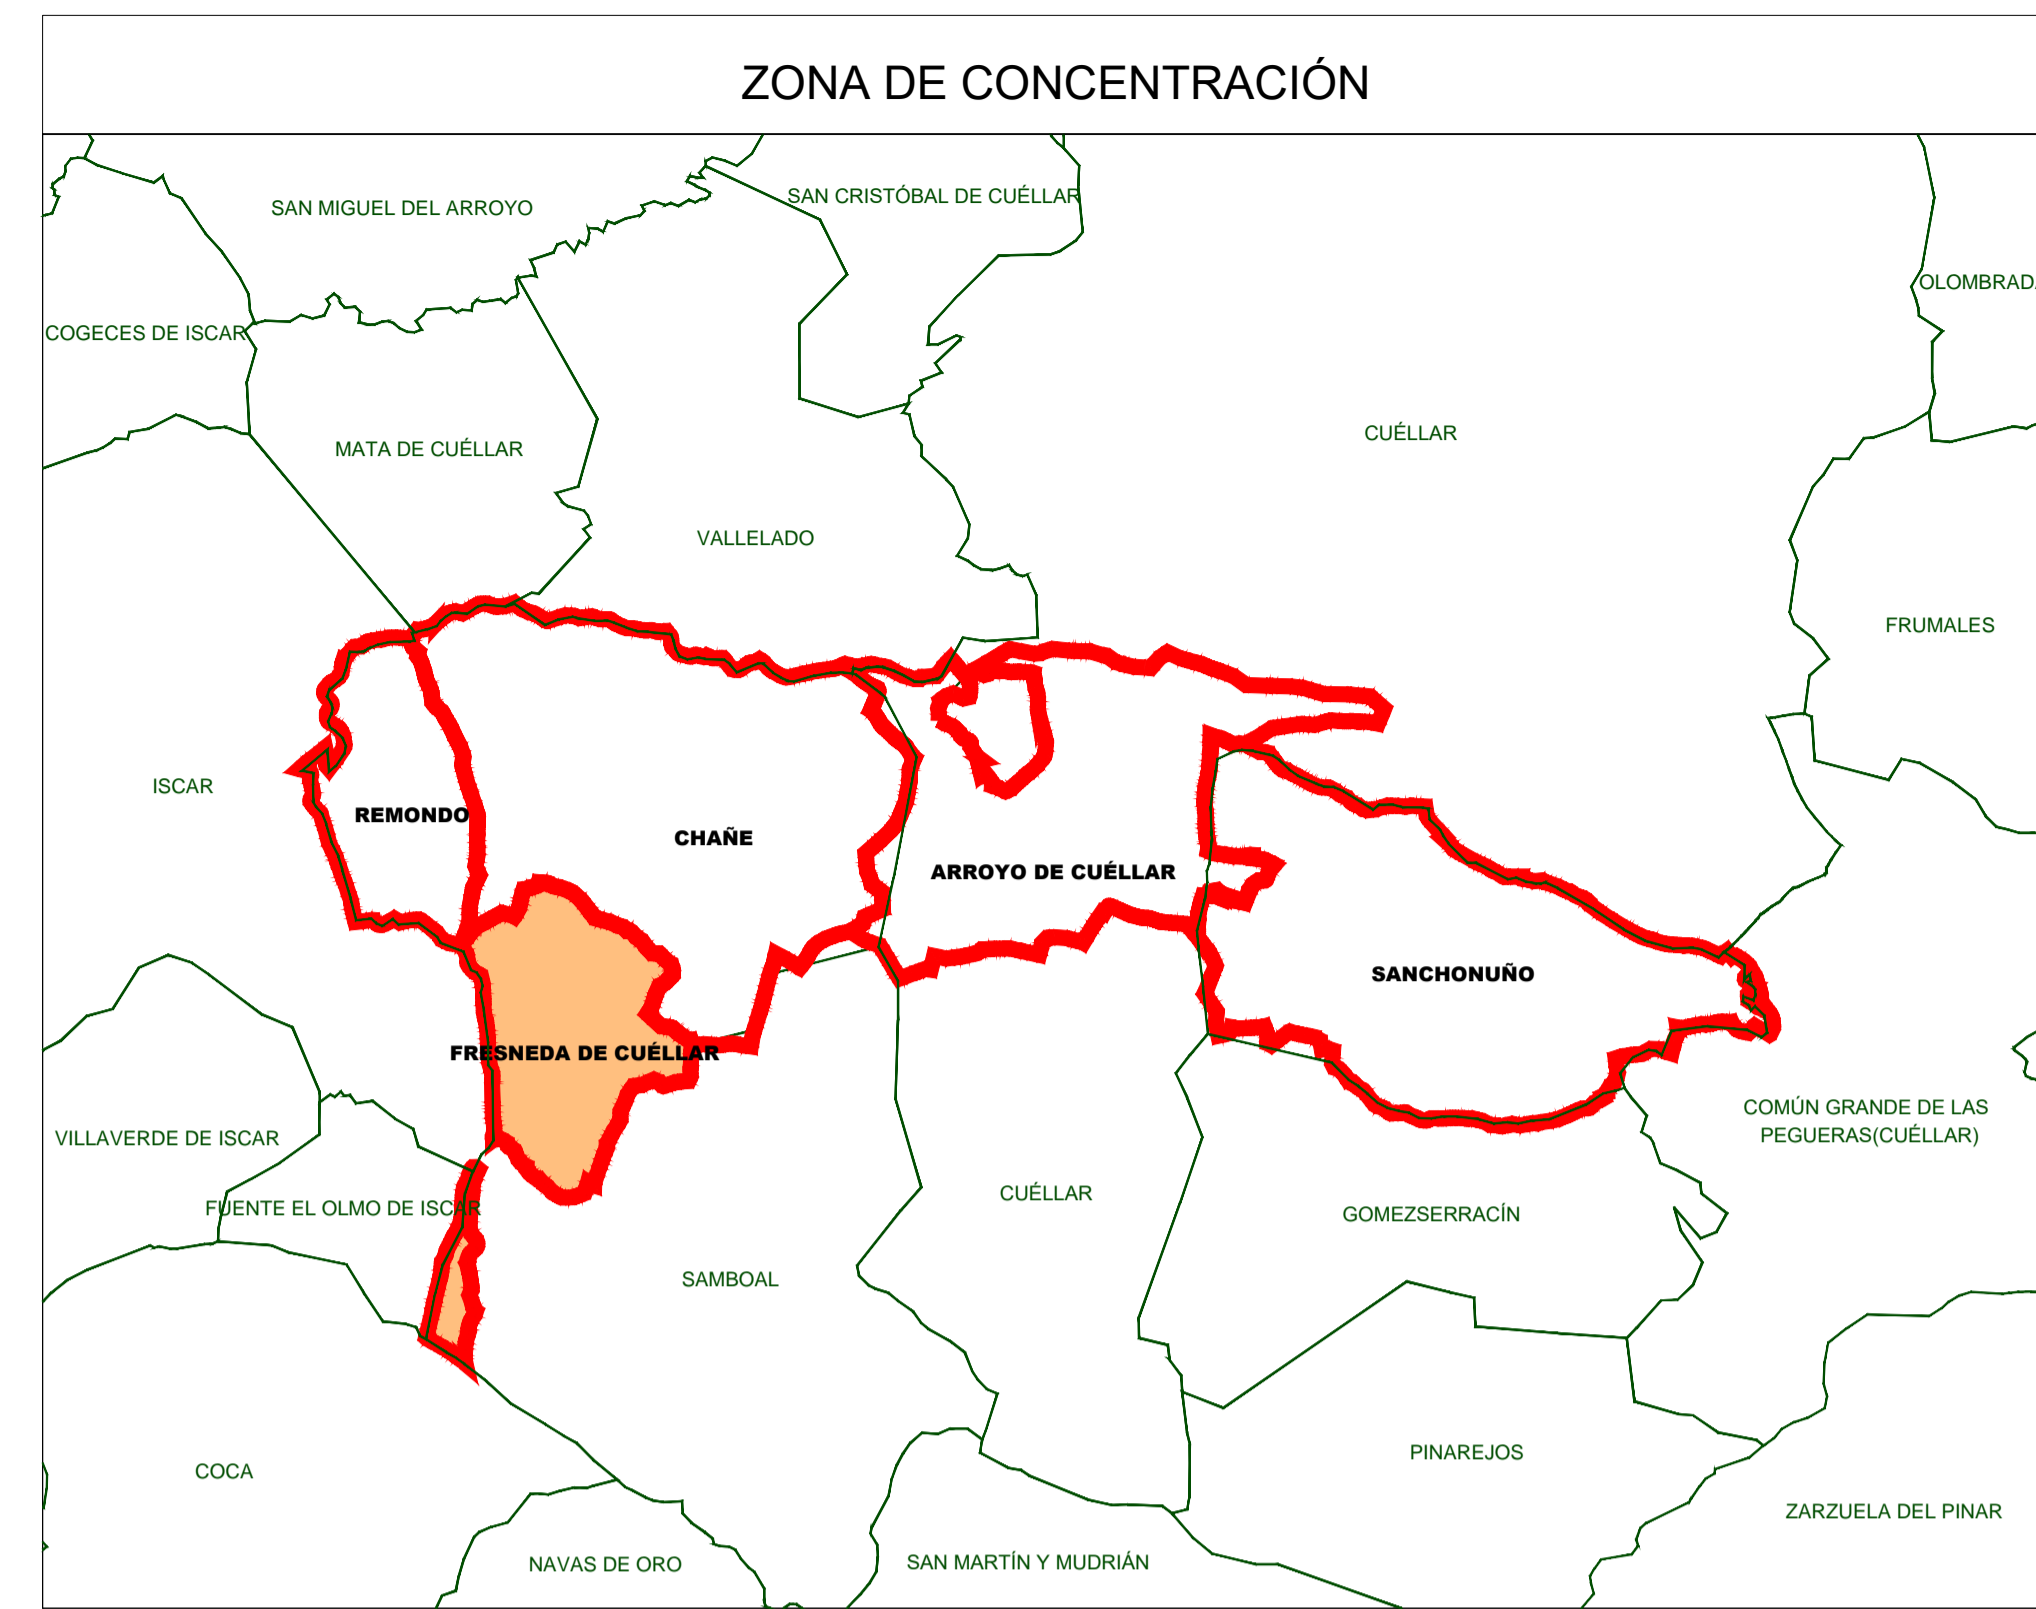 ZONA DE CONCENTRACIÓN
SAN CRISTÓBAL DE CUÉLLAR
SAN MIGUEL DEL ARROYO
OLOMBRADA
COGECES DE ISCAR
CUÉLLAR
MATA DE CUÉLLAR
VALLELADO
FRUMALES
ISCAR
REMONDO
CHAÑE
ARROYO DE CUÉLLAR
SANCHONUÑO
FRESNEDA DE CUÉLLAR
COMÚN GRANDE DE LAS
PEGUERAS(CUÉLLAR)
VILLAVERDE DE ISCAR
CUÉLLAR
FUENTE EL OLMO DE ISCAR
GOMEZSERRACÍN
SAMBOAL
PINAREJOS
COCA
ZARZUELA DEL PINAR
SAN MARTÍN Y MUDRIÁN
NAVAS DE ORO